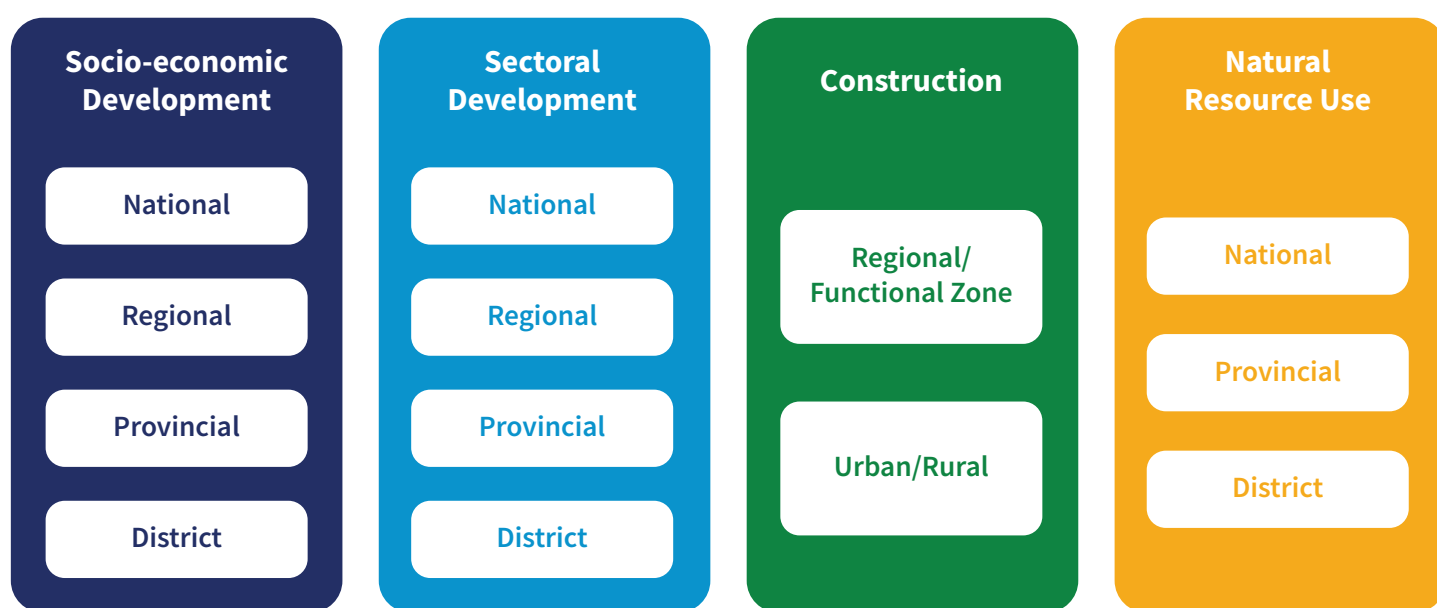 Socio-economic
Development
National
Regional
Provincial
District
Sectoral
Development
National
Regional
Provincial
District
Construction
Regional/
Functional Zone
Urban/Rural
Natural
Resource Use
National
Provincial
District